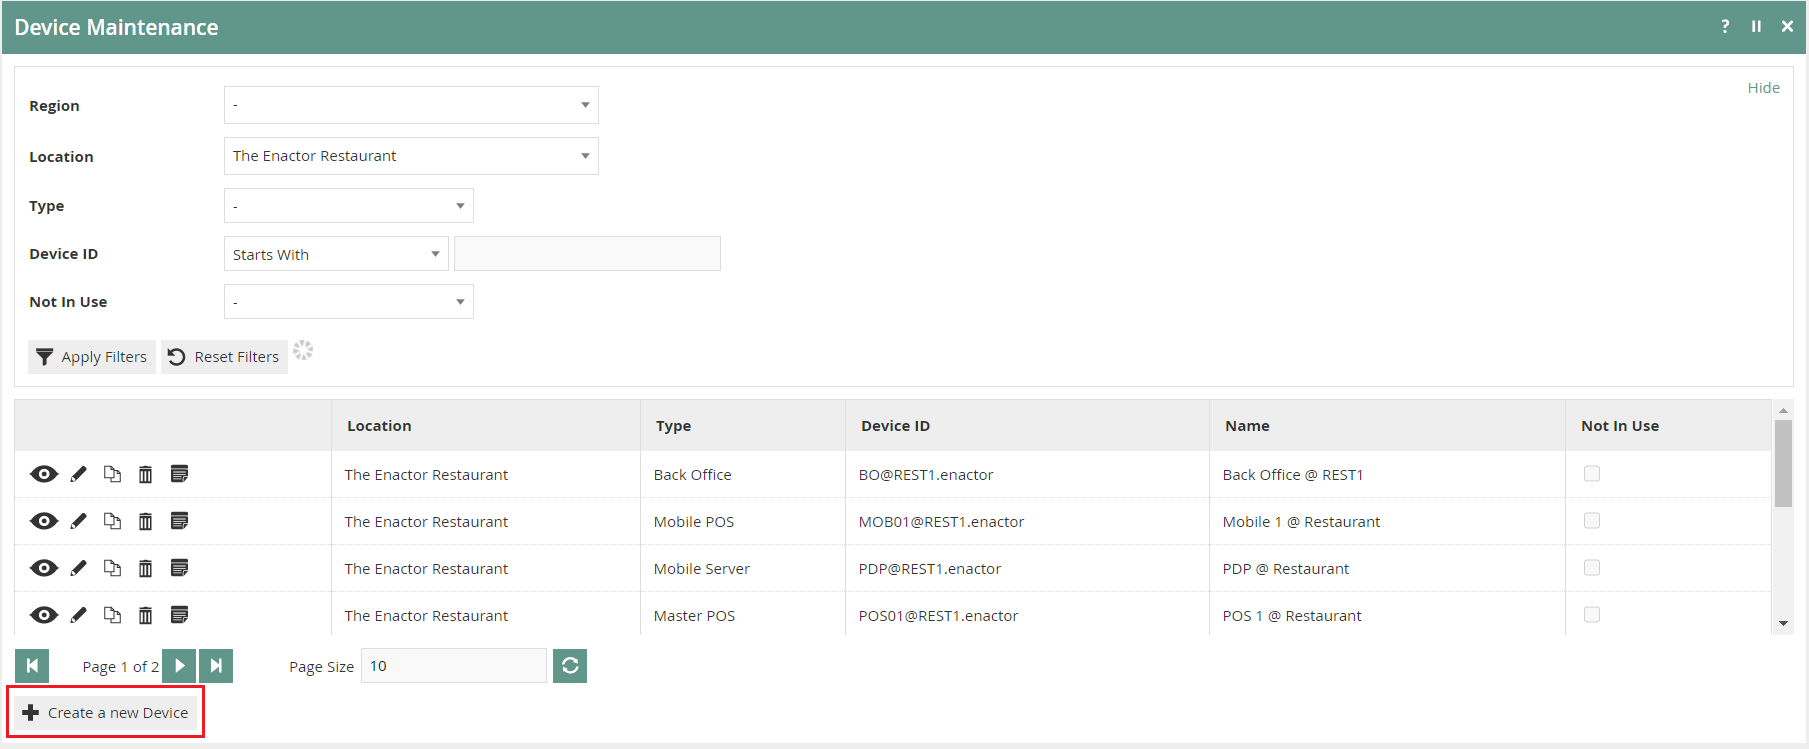 Device Maintenance ?
Hide
Region -
Location The Enactor Restaurant
Type -
Device ID Starts With
Not In Use -
Apply Filters Reset Filters
Location Type Device ID Name Not In Use
The Enactor Restaurant Back Office BO@REST1.enactor Back Office @ REST1
The Enactor Restaurant Mobile POS MOB01@REST1.enactor Mobile 1 @ Restaurant
The Enactor Restaurant Mobile Server PDP@REST1.enactor PDP @ Restaurant
The Enactor Restaurant Master POS POS01@REST1.enactor POS 1 @ Restaurant
Page 1 of 2 Page Size 10
Create a new Device